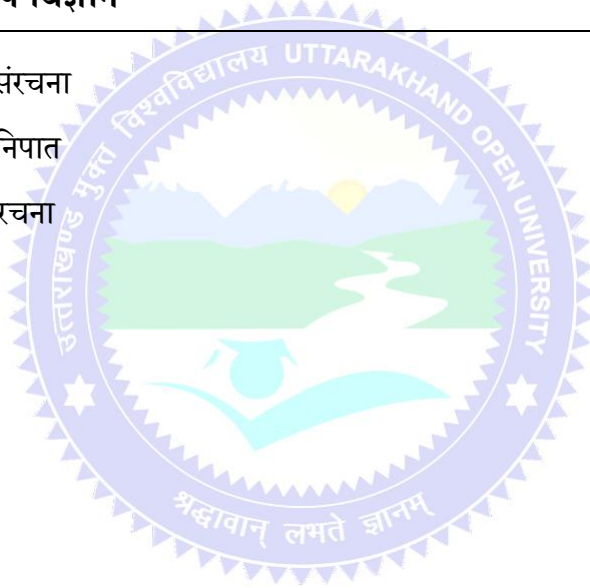 विज्ञान
संरचना
निपात
रचना
उत्तराखण्ड मुक्त विश्वविद्यालय UTTARAKHAND OPEN UNIVERSITY
श्रद्धावान् लभते ज्ञानम्